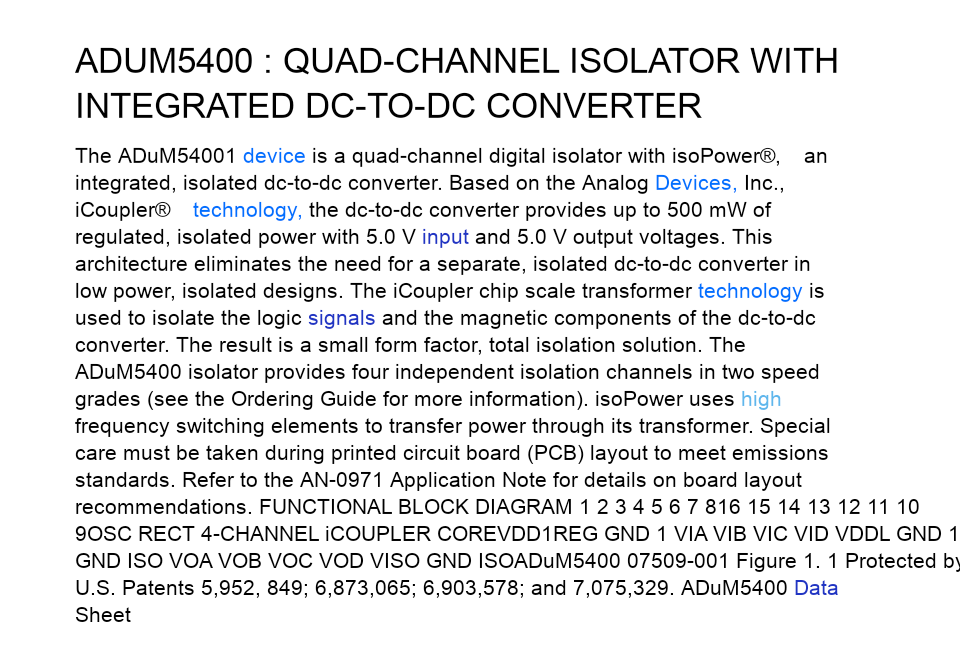 ADUM5400 : QUAD-CHANNEL ISOLATOR WITH
INTEGRATED DC-TO-DC CONVERTER
The ADuM54001 device is a quad-channel digital isolator with isoPower®, an
integrated, isolated dc-to-dc converter. Based on the Analog Devices, Inc.,
iCoupler® technology, the dc-to-dc converter provides up to 500 mW of
regulated, isolated power with 5.0 V input and 5.0 V output voltages. This
architecture eliminates the need for a separate, isolated dc-to-dc converter in
low power, isolated designs. The iCoupler chip scale transformer technology is
used to isolate the logic signals and the magnetic components of the dc-to-dc
converter. The result is a small form factor, total isolation solution. The
ADuM5400 isolator provides four independent isolation channels in two speed
grades (see the Ordering Guide for more information). isoPower uses high
frequency switching elements to transfer power through its transformer. Special
care must be taken during printed circuit board (PCB) layout to meet emissions
standards. Refer to the AN-0971 Application Note for details on board layout
recommendations. FUNCTIONAL BLOCK DIAGRAM 1 2 3 4 5 6 7 816 15 14 13 12 11 10
9OSC RECT 4-CHANNEL iCOUPLER COREVDD1REG GND 1 VIA VIB VIC VID VDDL GND 1
GND ISO VOA VOB VOC VOD VISO GND ISOADuM5400 07509-001 Figure 1. 1 Protected by
U.S. Patents 5,952, 849; 6,873,065; 6,903,578; and 7,075,329. ADuM5400 Data
Sheet